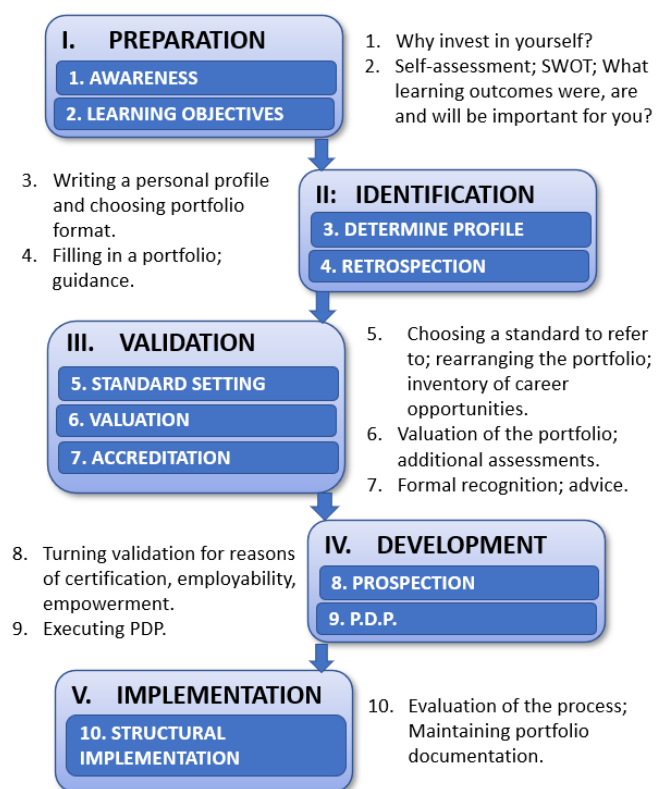 I. PREPARATION
1. AWARENESS
2. LEARNING OBJECTIVES
1. Why invest in yourself?
2. Self-assessment; SWOT; What
learning outcomes were, are
and will be important for you?
3. Writing a personal profile
and choosing portfolio
format.
4. Filling in a portfolio;
guidance.
II: IDENTIFICATION
3. DETERMINE PROFILE
4. RETROSPECTION
III. VALIDATION
5. STANDARD SETTING
6. VALUATION
7. ACCREDITATION
5. Choosing a standard to refer
to; rearranging the portfolio;
inventory of career
opportunities.
6. Valuation of the portfolio;
additional assessments.
7. Formal recognition; advice.
8. Turning validation for reasons
of certification, employability,
empowerment.
9. Executing PDP.
IV. DEVELOPMENT
8. PROSPECTION
9. P.D.P.
V. IMPLEMENTATION
10. STRUCTURAL
IMPLEMENTATION
10. Evaluation of the process;
Maintaining portfolio
documentation.